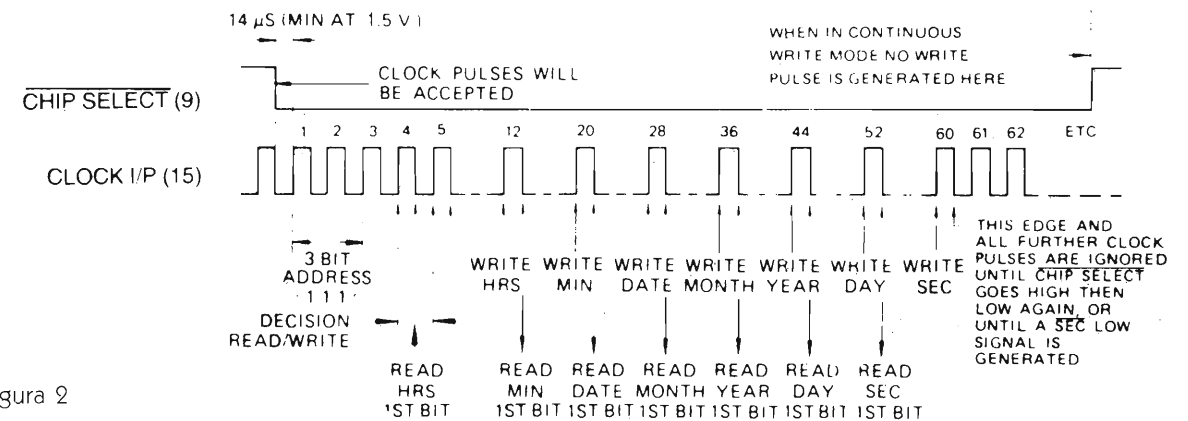 14 µS (MIN AT 1.5 V)
WHEN IN CONTINUOUS
WRITE MODE NO WRITE
PULSE IS GENERATED HERE
CLOCK PULSES WILL
BE ACCEPTED
CHIP SELECT (9)
1 2 3 4 5 12 20 28 36 44 52 60 61 62 ETC
CLOCK I/P (15)
3 BIT
ADDRESS
1 1 1
DECISION
READ/WRITE
WRITE WRITE WRITE WRITE WRITE WRITE WRITE
HRS MIN DATE MONTH YEAR DAY SEC
THIS EDGE AND
ALL FURTHER CLOCK
PULSES ARE IGNORED
UNTIL CHIP SELECT
GOES HIGH THEN
LOW AGAIN, OR
UNTIL A SEC LOW
SIGNAL IS
GENERATED
READ READ READ READ READ READ READ
HRS MIN DATE MONTH YEAR DAY SEC
1ST BIT 1ST BIT 1ST BIT 1ST BIT 1ST BIT 1ST BIT 1ST BIT
gura 2